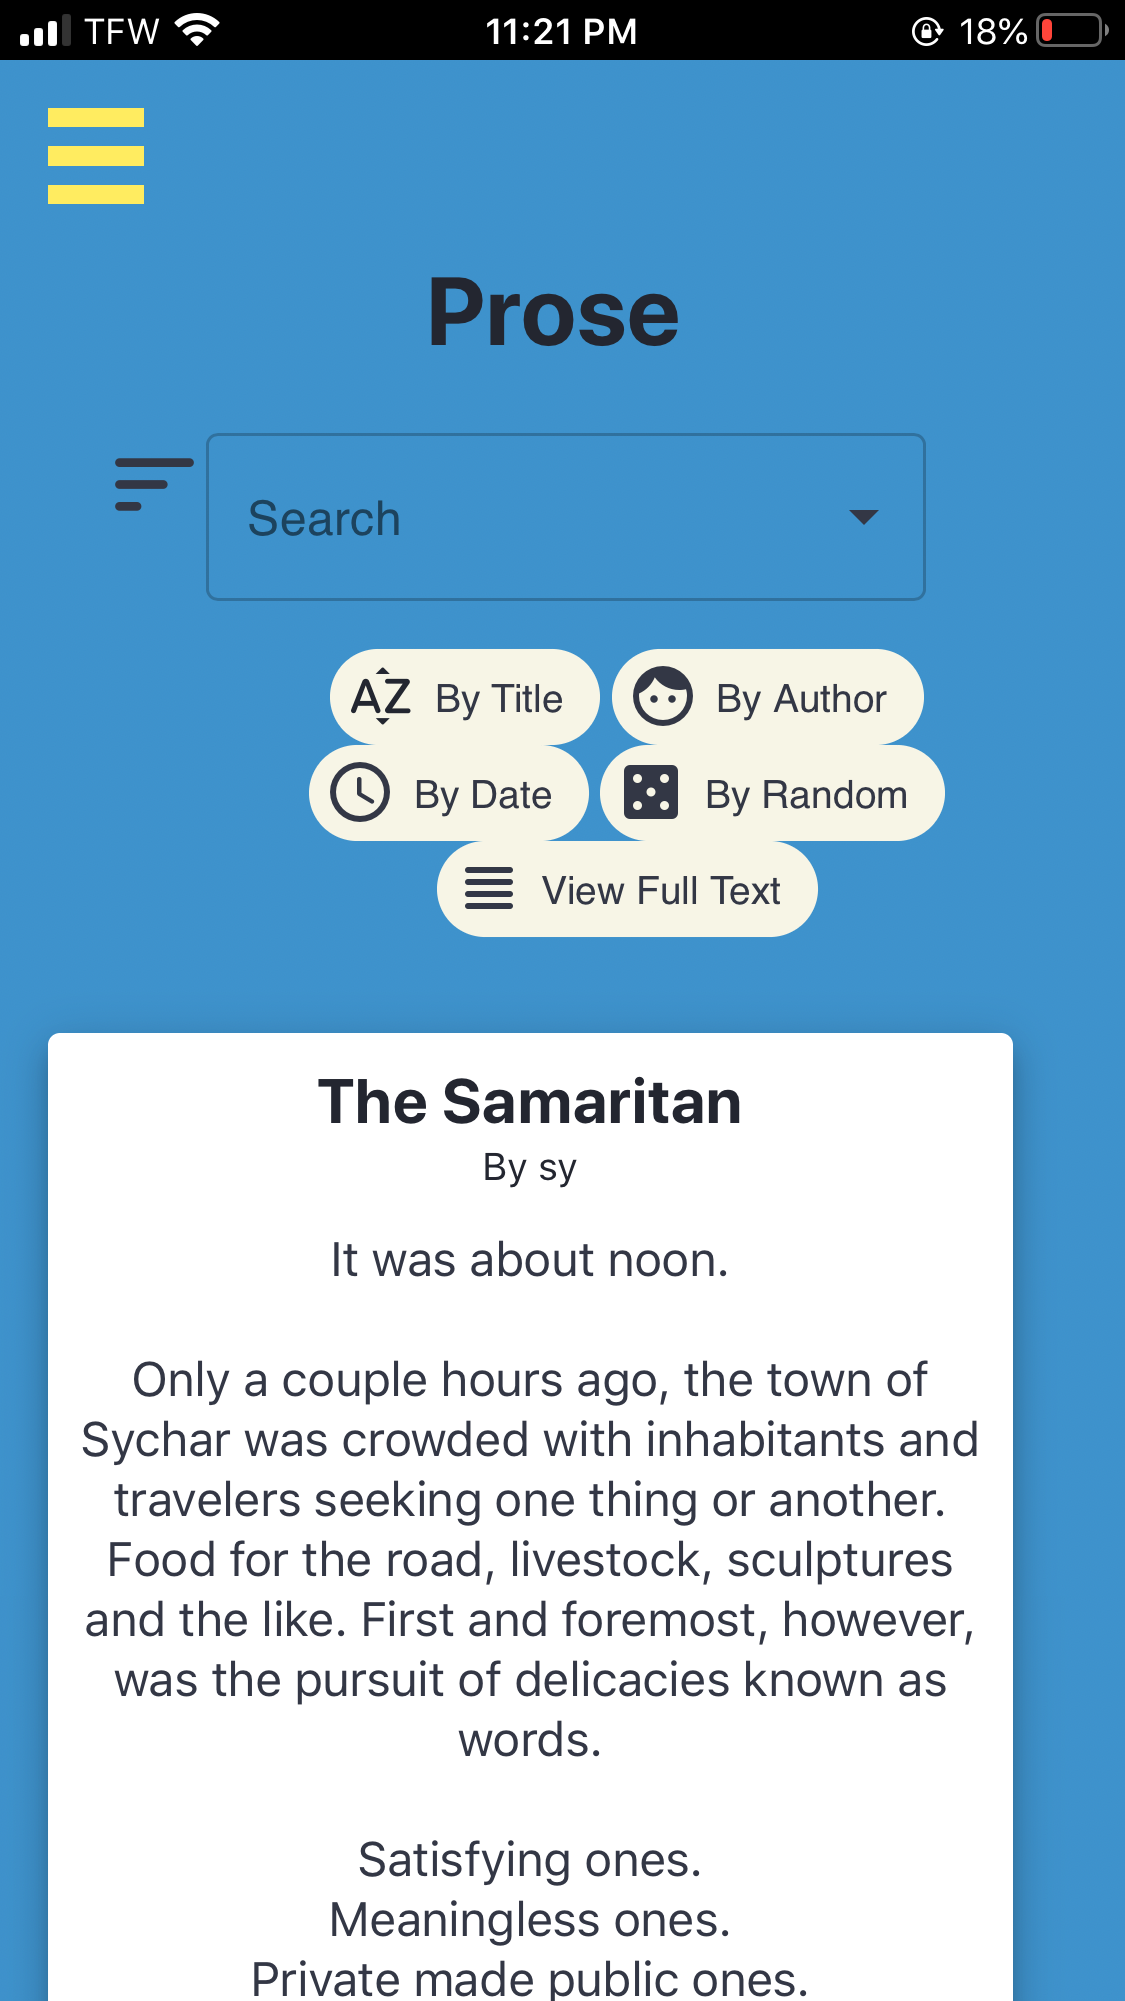 TFW 11:21 PM 18%
Prose
Search
AZ By Title By Author
By Date By Random
View Full Text
The Samaritan
By sy
It was about noon.
Only a couple hours ago, the town of
Sychar was crowded with inhabitants and
travelers seeking one thing or another.
Food for the road, livestock, sculptures
and the like. First and foremost, however,
was the pursuit of delicacies known as
words.
Satisfying ones.
Meaningless ones.
Private made public ones.